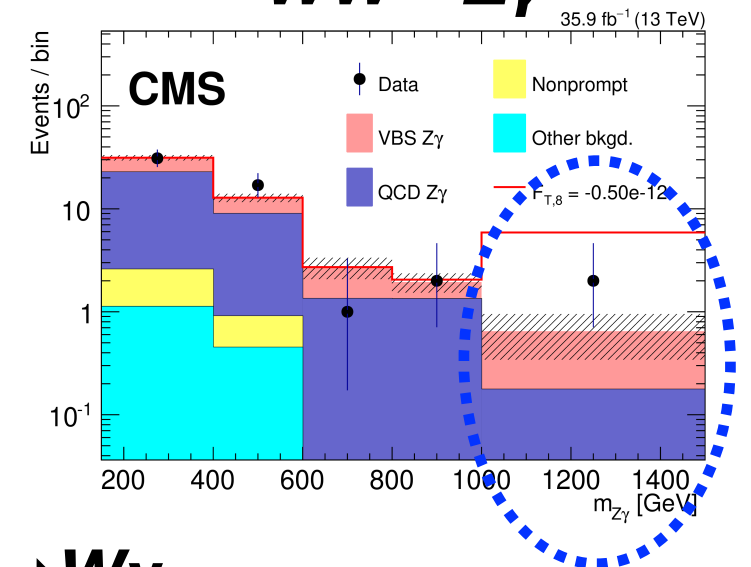 35.9 fb⁻¹ (13 TeV)
Events / bin
CMS
Data
Nonprompt
VBS Zγ
Other bkgd.
QCD Zγ
F_T,8 = -0.50e-12
10²
10
1
10⁻¹
200 400 600 800 1000 1200 1400
m_Zγ [GeV]